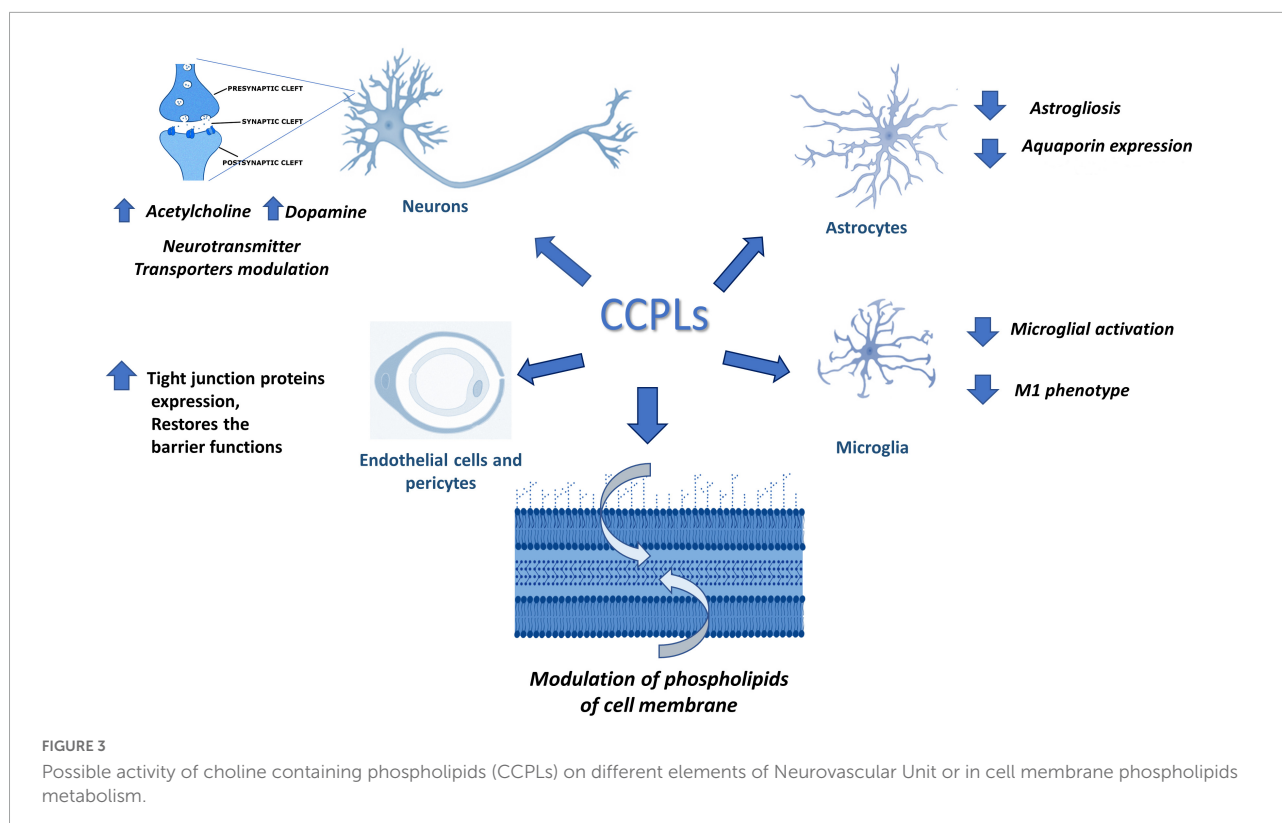 PRESYNAPTIC CLEFT
SYNAPTIC CLEFT
POSTSYNAPTIC CLEFT
Acetylcholine
Dopamine
Neurotransmitter
Transporters modulation
Neurons
Astrogliosis
Aquaporin expression
Astrocytes
CCPLs
Tight junction proteins
expression,
Restores the
barrier functions
Endothelial cells and
pericytes
Microglial activation
M1 phenotype
Microglia
Modulation of phospholipids
of cell membrane
FIGURE 3
Possible activity of choline containing phospholipids (CCPLs) on different elements of Neurovascular Unit or in cell membrane phospholipids
metabolism.